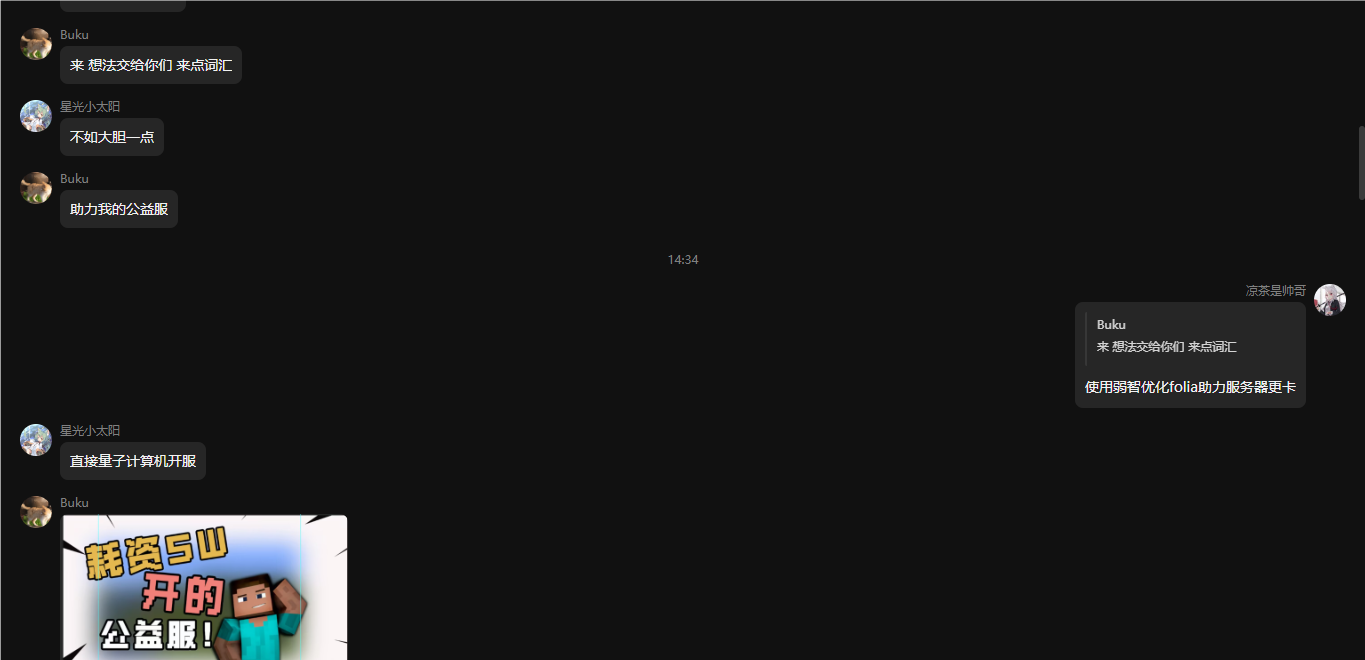 Buku
来 想法交给你们 来点词汇
星光小太阳
不如大胆一点
Buku
助力我的公益服
14:34
凉茶是帅哥
Buku
来 想法交给你们 来点词汇
使用弱智优化folia助力服务器更卡
星光小太阳
直接量子计算机开服
Buku
耗资5W
开的
公益服!